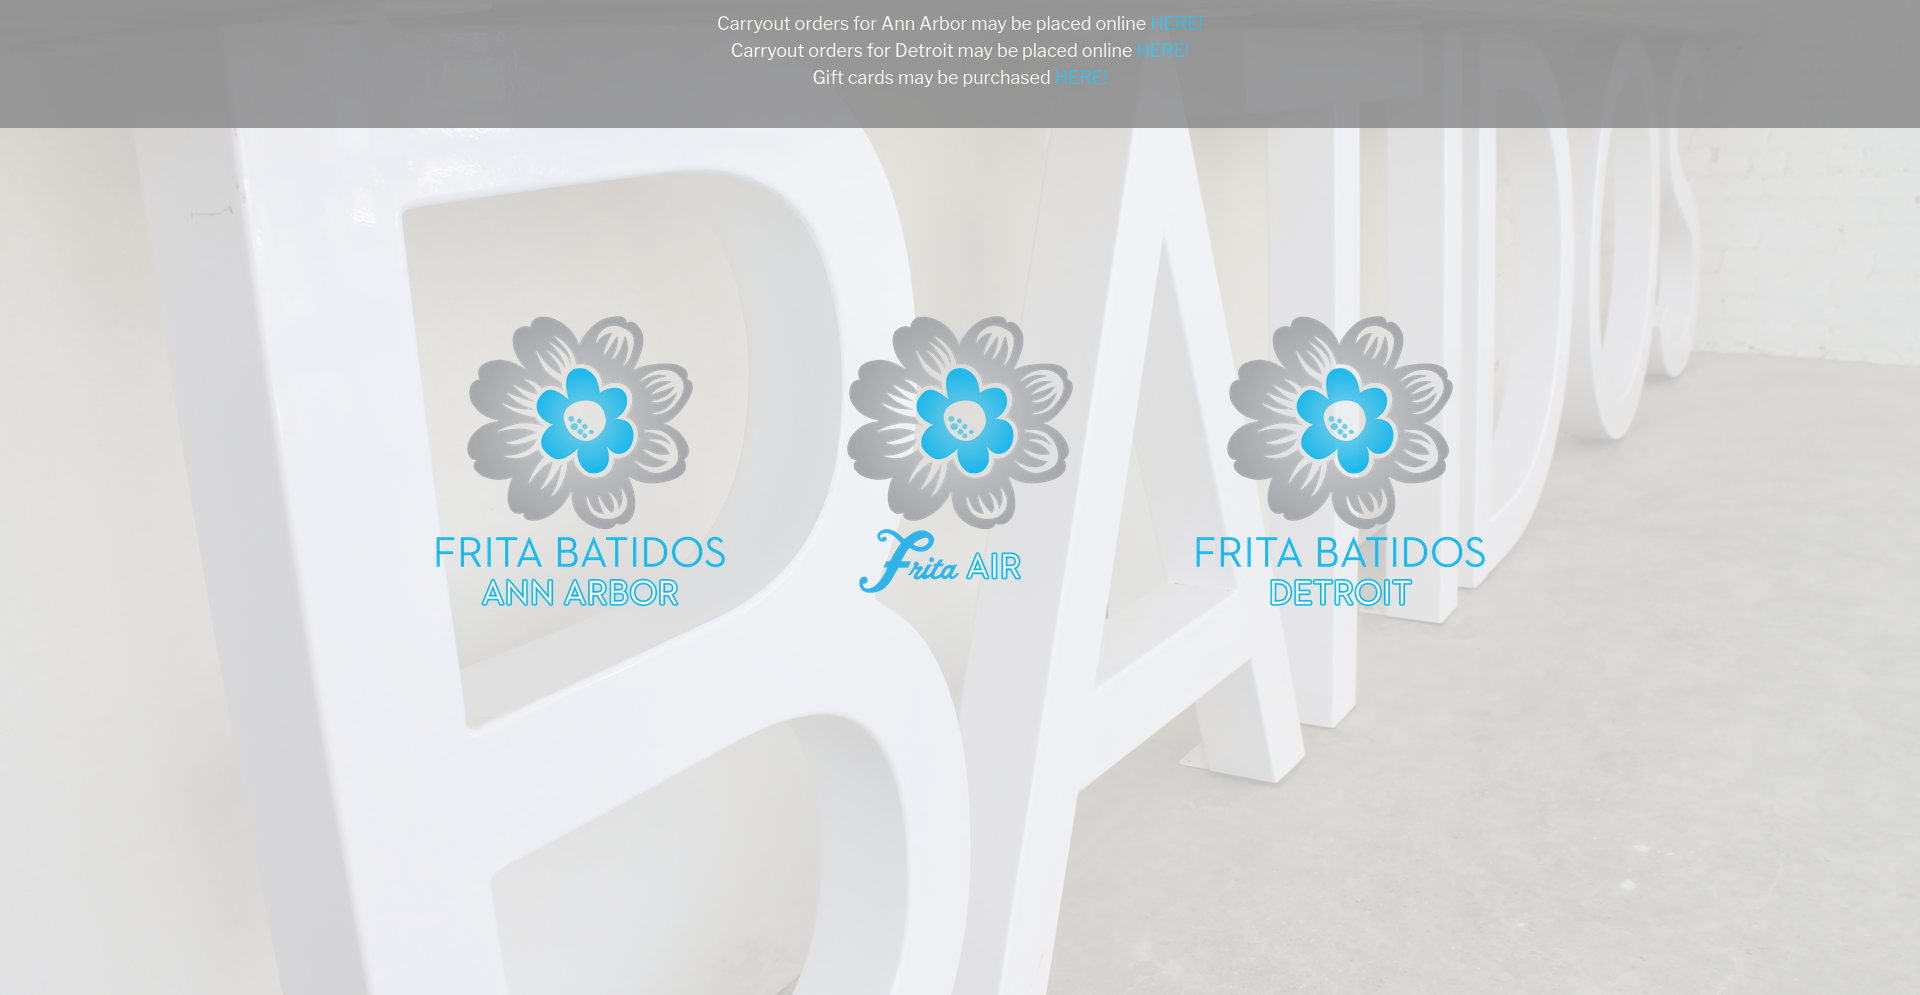 Carryout orders for Ann Arbor may be placed online HERE!
Carryout orders for Detroit may be placed online HERE!
Gift cards may be purchased HERE!
BATIDOS
FRITA BATIDOS
ANN ARBOR
Frita AIR
FRITA BATIDOS
DETROIT